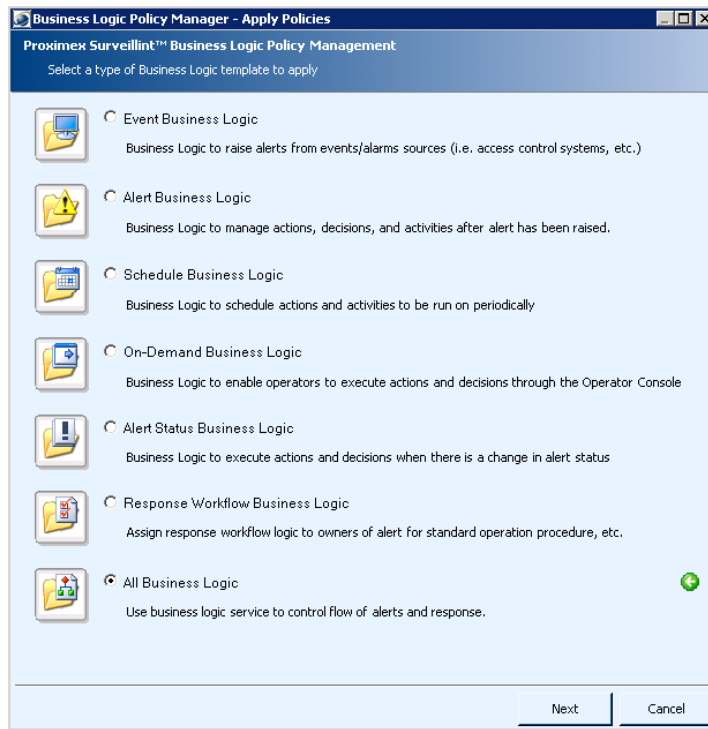 Business Logic Policy Manager - Apply Policies
Proximex Surveillint™ Business Logic Policy Management
Select a type of Business Logic template to apply
Event Business Logic
Business Logic to raise alerts from events/alarms sources (i.e. access control systems, etc.)
Alert Business Logic
Business Logic to manage actions, decisions, and activities after alert has been raised.
Schedule Business Logic
Business Logic to schedule actions and activities to be run on periodically
On-Demand Business Logic
Business Logic to enable operators to execute actions and decisions through the Operator Console
Alert Status Business Logic
Business Logic to execute actions and decisions when there is a change in alert status
Response Workflow Business Logic
Assign response workflow logic to owners of alert for standard operation procedure, etc.
All Business Logic
Use business logic service to control flow of alerts and response.
Next Cancel